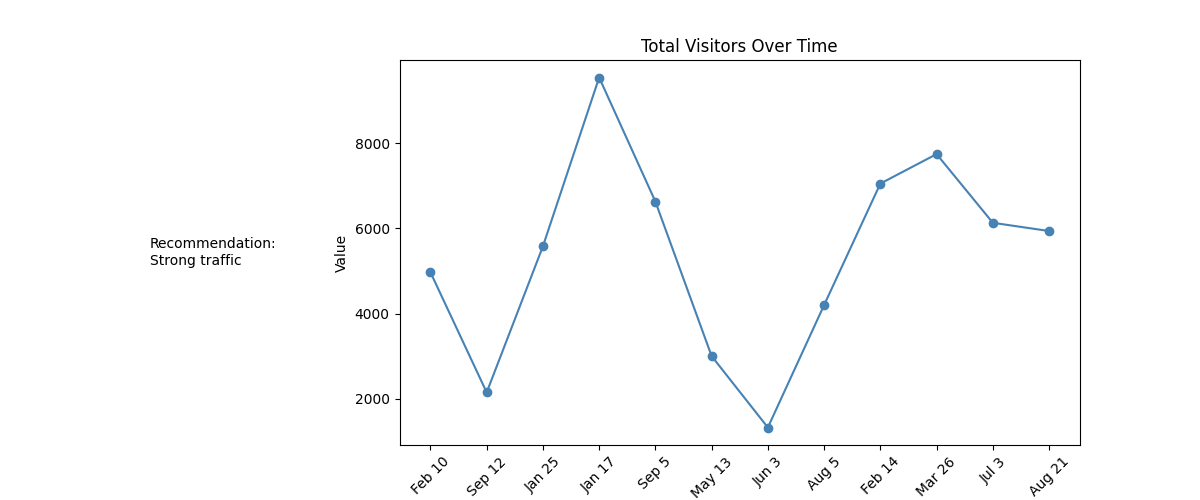 Total Visitors Over Time
Recommendation:
Strong traffic
Value
8000
6000
4000
2000
Feb 10
Sep 12
Jan 25
Jan 17
Sep 5
May 13
Jun 3
Aug 5
Feb 14
Mar 26
Jul 3
Aug 21